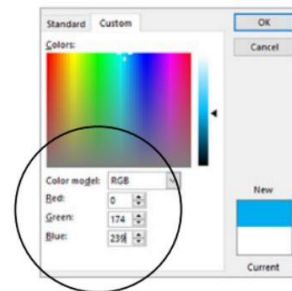 Standard Custom OK
Colors: Cancel
Color model: RGB
Red: 0
Green: 174
Blue: 239
New
Current